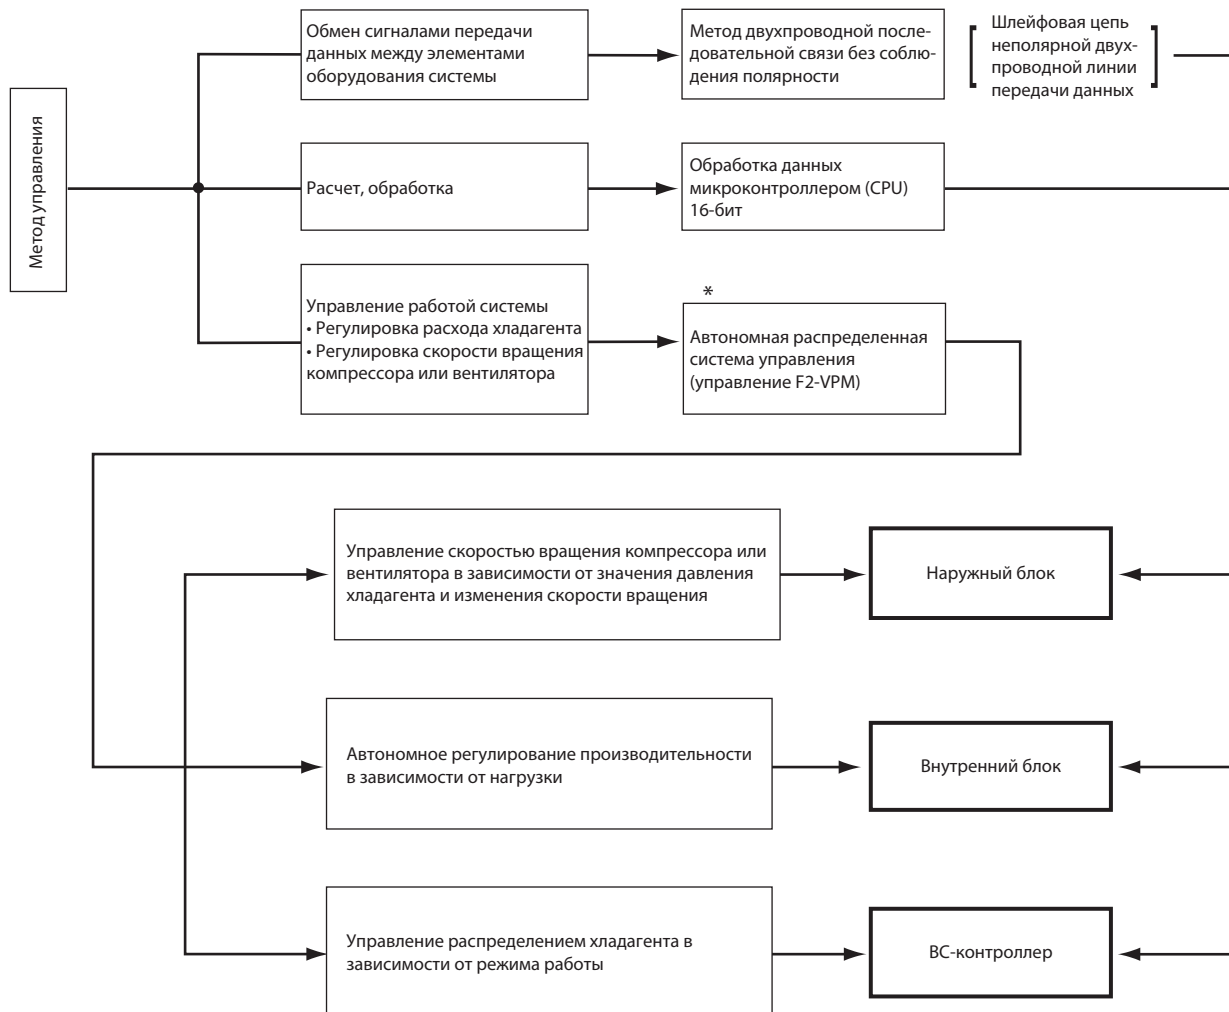 Метод управления
Обмен сигналами передачи
данных между элементами
оборудования системы
Метод двухпроводной после-
довательной связи без соблю-
дения полярности
Шлейфовая цепь
неполярной двух-
проводной линии
передачи данных
Расчет, обработка
Обработка данных
микроконтроллером (CPU)
16-бит
Управление работой системы
• Регулировка расхода хладагента
• Регулировка скорости вращения
компрессора или вентилятора
*
Автономная распределенная
система управления
(управление F2-VPM)
Управление скоростью вращения компрессора или
вентилятора в зависимости от значения давления
хладагента и изменения скорости вращения
Наружный блок
Автономное регулирование производительности
в зависимости от нагрузки
Внутренний блок
Управление распределением хладагента в
зависимости от режима работы
ВС-контроллер